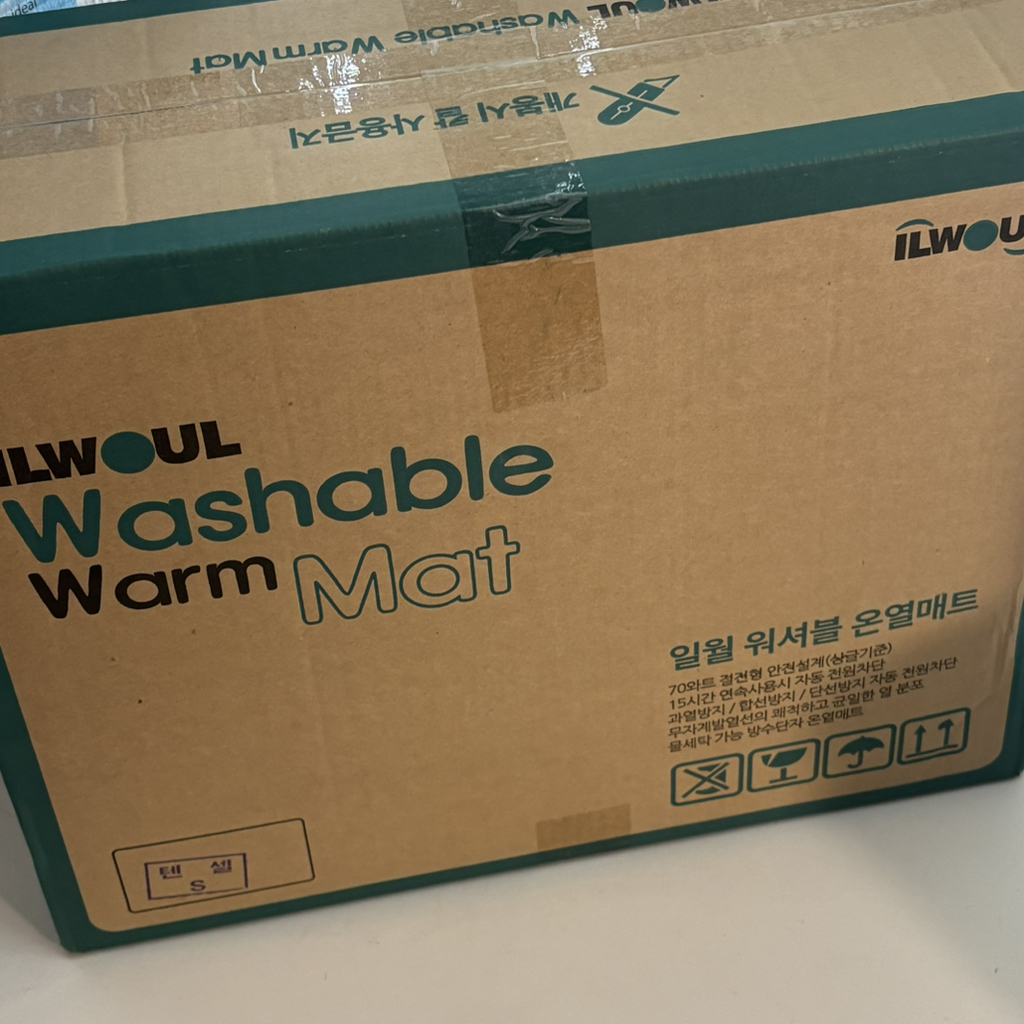 ideal
ILWOUL Washable Warm Mat
개봉시 칼 사용금지
ILWOU
ILWOUL
Washable
Warm Mat
일월 워셔블 온열매트
70와트 절전형 안전설계(싱글기준)
15시간 연속사용시 자동 전원차단
과열방지 / 합선방지 / 단선방지 자동 전원차단
무자계발열선의 쾌적하고 균일한 열 분포
물세탁 가능 방수단자 온열매트
텐 셀
S